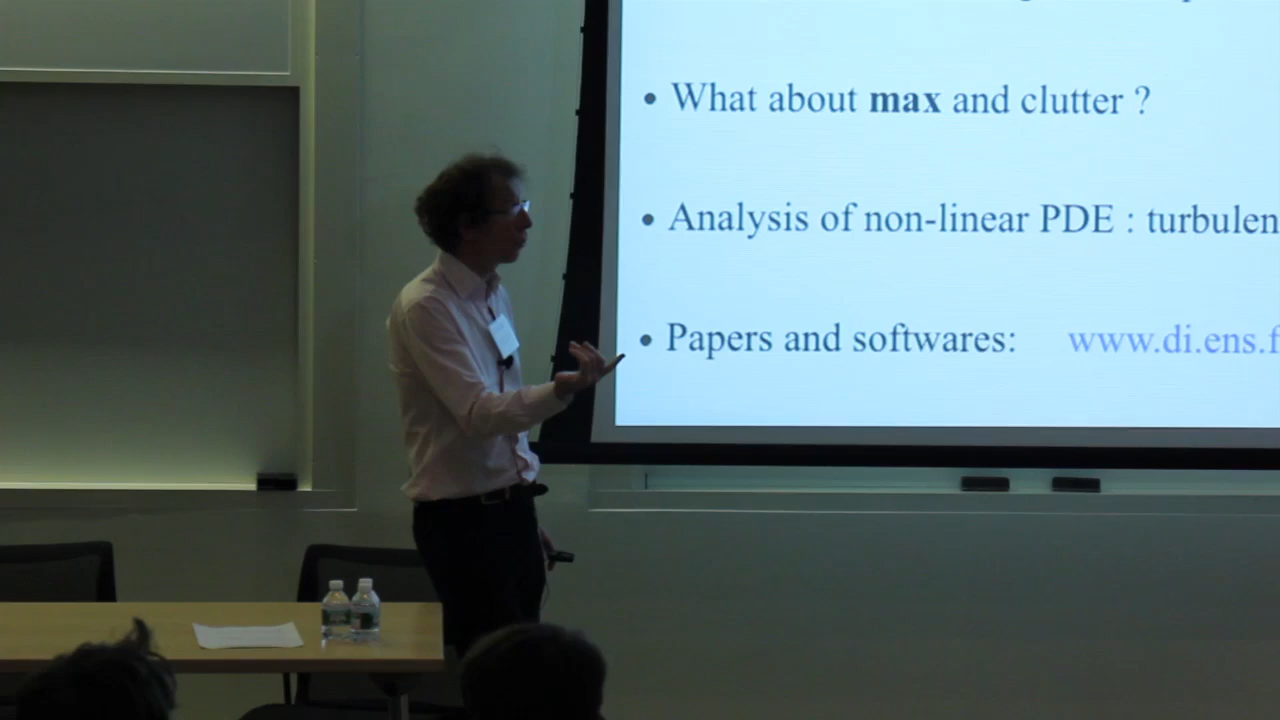 • What about max and clutter ?
• Analysis of non-linear PDE : turbulen
• Papers and softwares: www.di.ens.f